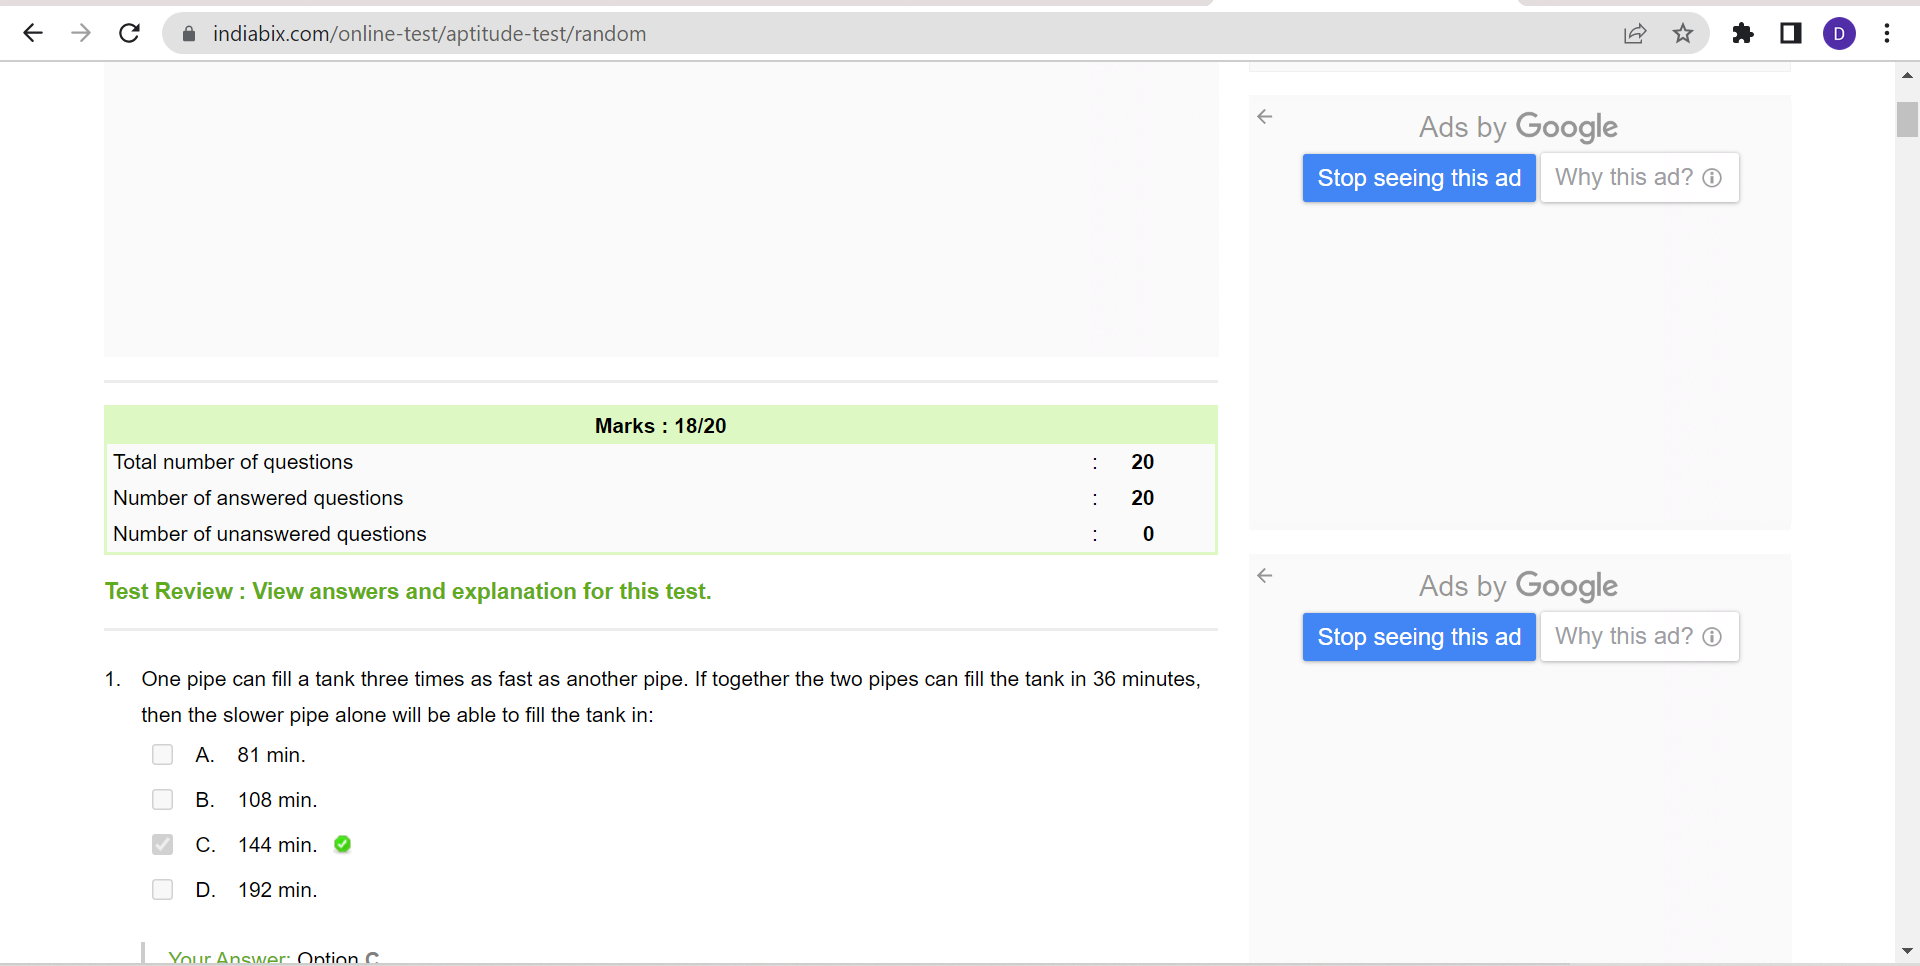 indiabix.com/online-test/aptitude-test/random
D
Ads by Google
Stop seeing this ad
Why this ad?
Marks : 18/20
Total number of questions : 20
Number of answered questions : 20
Number of unanswered questions : 0
Test Review : View answers and explanation for this test.
Ads by Google
Stop seeing this ad
Why this ad?
1. One pipe can fill a tank three times as fast as another pipe. If together the two pipes can fill the tank in 36 minutes,
then the slower pipe alone will be able to fill the tank in:
A. 81 min.
B. 108 min.
C. 144 min.
D. 192 min.
Your Answer: Option C